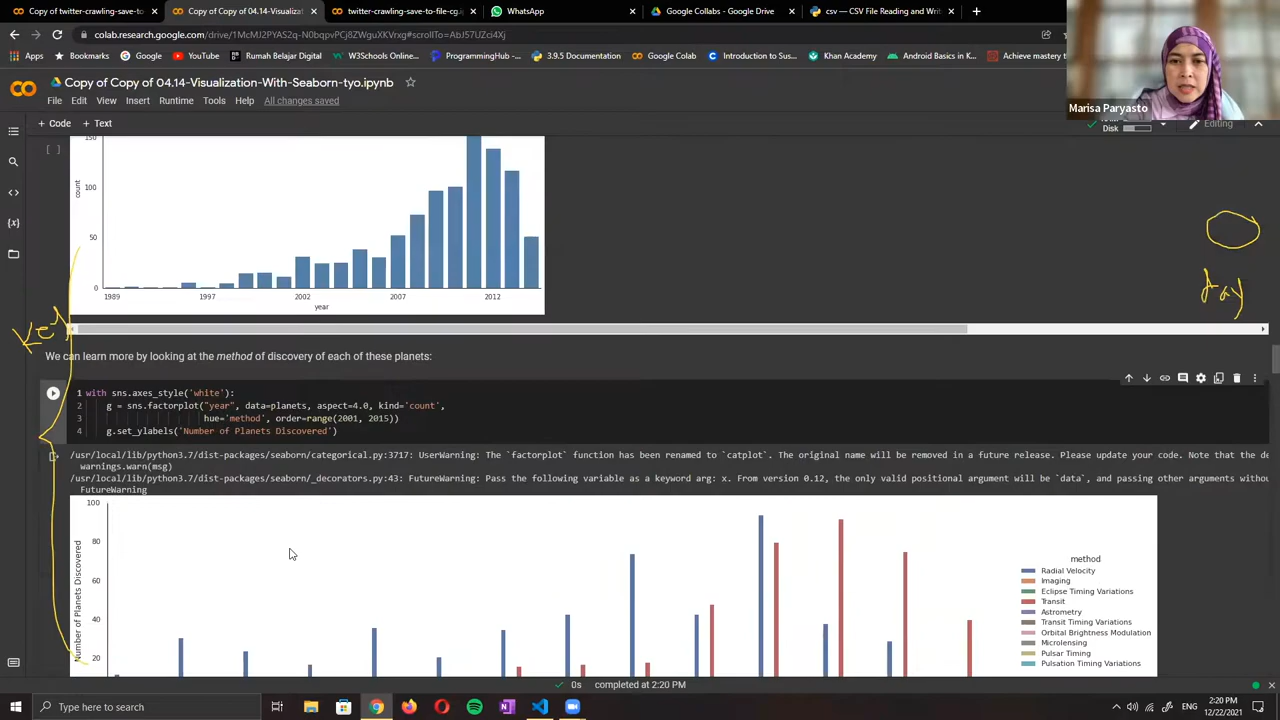 twitter-crawling-save-to
Copy of Copy of 04.14-Visualizat
twitter-crawling-save-to-file-cg.i
WhatsApp
Google Collabs - Google Drive
csv — CSV File Reading and Writ
colab.research.google.com/drive/1McMJ2PYAS2q-N0bqpvPCj8ZWguXKVrxg#scrollTo=AbJ57UZci4Xj
Apps
Bookmarks
Google
YouTube
Rumah Belajar Digital
W3Schools Online...
ProgrammingHub,...
3.9.5 Documentation
Google Colab
Introduction to Sus...
Khan Academy
Android Basics in K...
Achieve mastery t
Marisa Paryasto
Copy of Copy of 04.14-Visualization-With-Seaborn-tyo.ipynb
File Edit View Insert Runtime Tools Help All changes saved
+ Code + Text
Disk
Editing
[ ]
150
100
50
0
count
1989 1997 2002 2007 2012
year
day
We can learn more by looking at the method of discovery of each of these planets:
1 with sns.axes_style('white'):
2 g = sns.factorplot("year", data=planets, aspect=4.0, kind='count',
3 hue='method', order=range(2001, 2015))
4 g.set_ylabels('Number of Planets Discovered')
/usr/local/lib/python3.7/dist-packages/seaborn/categorical.py:3717: UserWarning: The `factorplot` function has been renamed to `catplot`. The original name will be removed in a future release. Please update your code. Note that the de
warnings.warn(msg)
/usr/local/lib/python3.7/dist-packages/seaborn/_decorators.py:43: FutureWarning: Pass the following variable as a keyword arg: x. From version 0.12, the only valid positional argument will be `data`, and passing other arguments withou
FutureWarning
100
80
60
40
20
Number of Planets Discovered
method
Radial Velocity
Imaging
Eclipse Timing Variations
Transit
Astrometry
Transit Timing Variations
Orbital Brightness Modulation
Microlensing
Pulsar Timing
Pulsation Timing Variations
0s completed at 2:20 PM
Type here to search
2:20 PM
12/22/2021